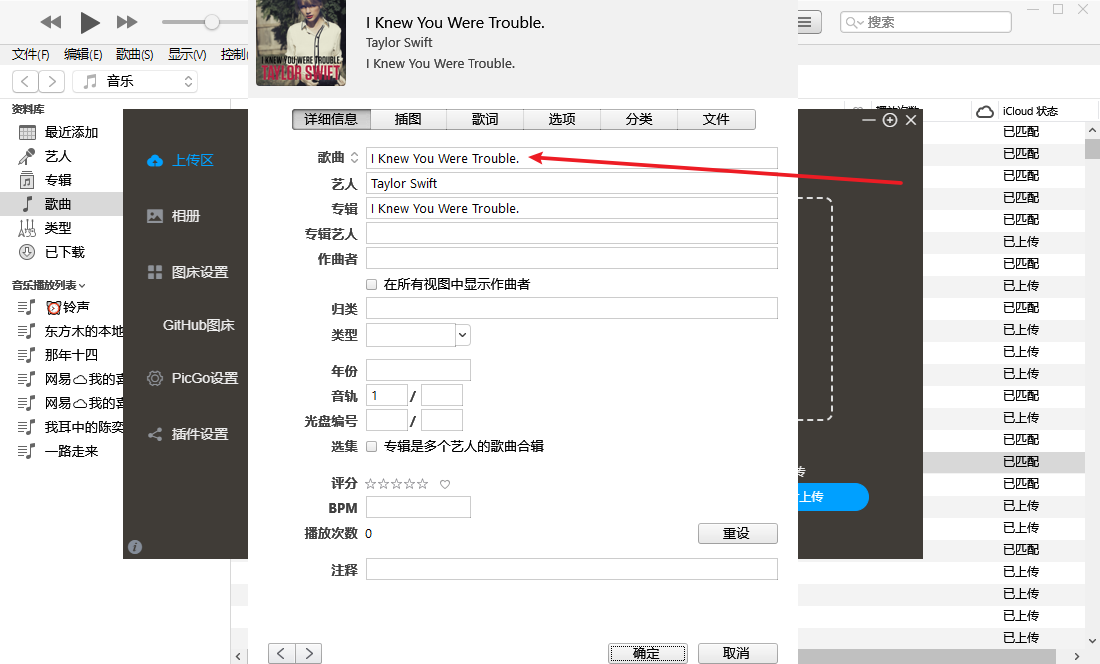 I Knew You Were Trouble.
Taylor Swift
I Knew You Were Trouble.
I KNEW YOU WERE TROUBLE
TAYLOR SWIFT
搜索
文件(F) 编辑(E) 歌曲(S) 显示(V) 控制
音乐
资料库
最近添加
艺人
专辑
歌曲
类型
已下载
音乐播放列表
铃声
东方木的本地
那年十四
网易 我的喜
网易 我的喜
我耳中的陈奕
一路走来
上传区
相册
图床设置
GitHub图床
PicGo设置
插件设置
详细信息 插图 歌词 选项 分类 文件
歌曲 I Knew You Were Trouble.
艺人 Taylor Swift
专辑 I Knew You Were Trouble.
专辑艺人
作曲者
在所有视图中显示作曲者
归类
类型
年份
音轨 1 /
光盘编号 /
选集 专辑是多个艺人的歌曲合辑
评分
BPM
播放次数 0
重设
注释
确定 取消
传
上传
播放次数
iCloud 状态
已匹配
已匹配
已匹配
已匹配
已匹配
已上传
已匹配
已上传
已匹配
已上传
已上传
已上传
已匹配
已上传
已匹配
已匹配
已匹配
已上传
已上传
已匹配
已上传
已上传
已上传
已上传